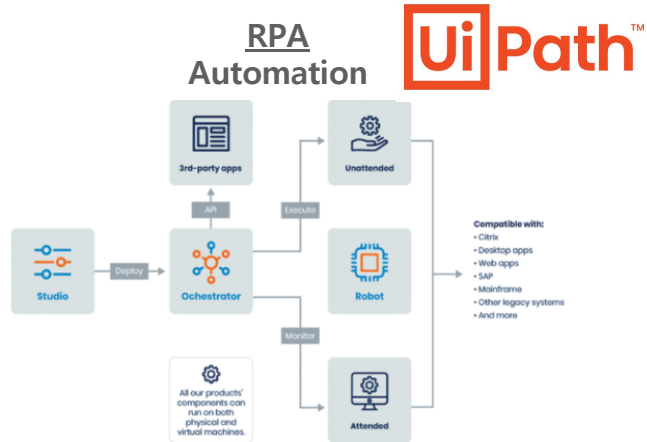 RPA
Automation
UiPath™
3rd-party apps
Unattended
API
Execute
Compatible with:
• Citrix
• Desktop apps
• Web apps
• SAP
• Mainframe
• Other legacy systems
• And more
Deploy
Studio
Ochestrator
Robot
Monitor
All our products'
components can
run on both
physical and
virtual machines.
Attended